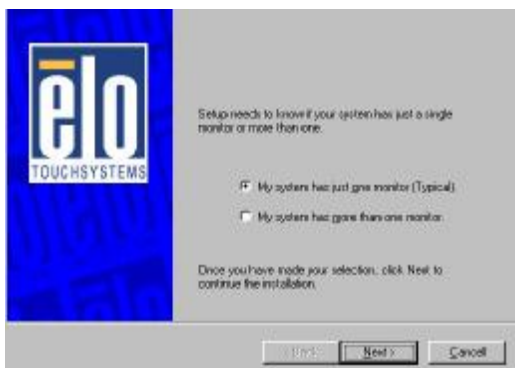 elo
TOUCHSYSTEMS
Setup needs to know if your system has just a single
monitor or more than one.
My system has just one monitor (Typical)
My system has more than one monitor.
Once you have made your selection, click Next to
continue the installation.
< Back
Next >
Cancel